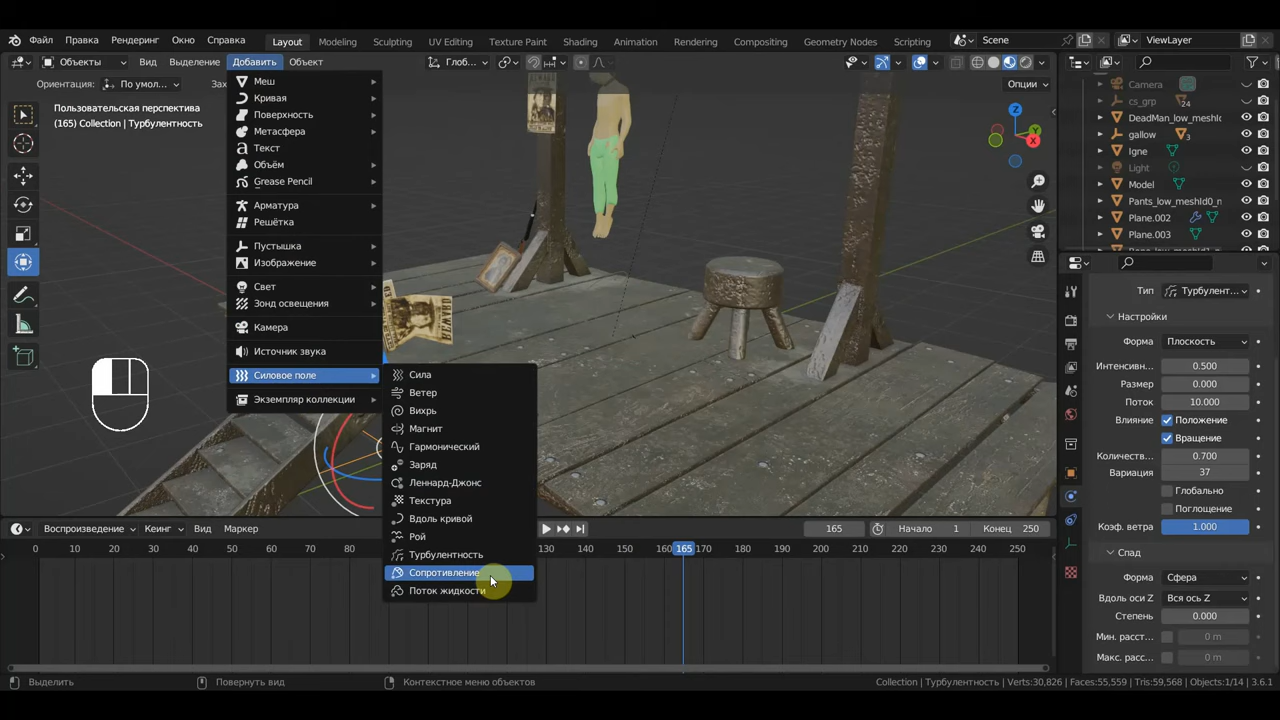 Файл Правка Рендеринг Окно Справка Layout Modeling Sculpting UV Editing Texture Paint Shading Animation Rendering Compositing Geometry Nodes Scripting Scene ViewLayer
Объекты Вид Выделение Добавить Объект Глоб...
Ориентация: По умол... Опции
Пользовательская перспектива
(165) Collection | Турбулентность
Меш
Кривая
Поверхность
Метасфера
Текст
Объём
Grease Pencil
Арматура
Решётка
Пустышка
Изображение
Свет
Зонд освещения
Камера
Источник звука
Силовое поле
Экземпляр коллекции
Сила
Ветер
Вихрь
Магнит
Гармонический
Заряд
Леннард-Джонс
Текстура
Вдоль кривой
Рой
Турбулентность
Сопротивление
Поток жидкости
Z
Y
X
Camera
cs_grp 24
DeadMan_low_meshId
gallow 3
Igne
Light
Model
Pants_low_meshId0_n
Plane.002
Plane.003
Тип Турбулент...
Настройки
Форма Плоскость
Интенсивн... 0.500
Размер 0.000
Поток 10.000
Влияние Положение
Вращение
Количеств... 0.700
Вариация 37
Глобально
Поглощение
Коэф. ветра 1.000
Спад
Форма Сфера
Вдоль оси Z Вся ось Z
Степень 0.000
Мин. расст... 0 m
Макс. расс... 0 m
Воспроизведение Кеинг Вид Маркер 165 Начало 1 Конец 250
0 10 20 30 40 50 60 70 80 130 140 150 160 165 170 180 190 200 210 220 230 240 250
Выделить Повернуть вид Контекстное меню объектов Collection | Турбулентность | Verts:30,826 | Faces:55,559 | Tris:59,568 | Objects:1/14 | 3.6.1